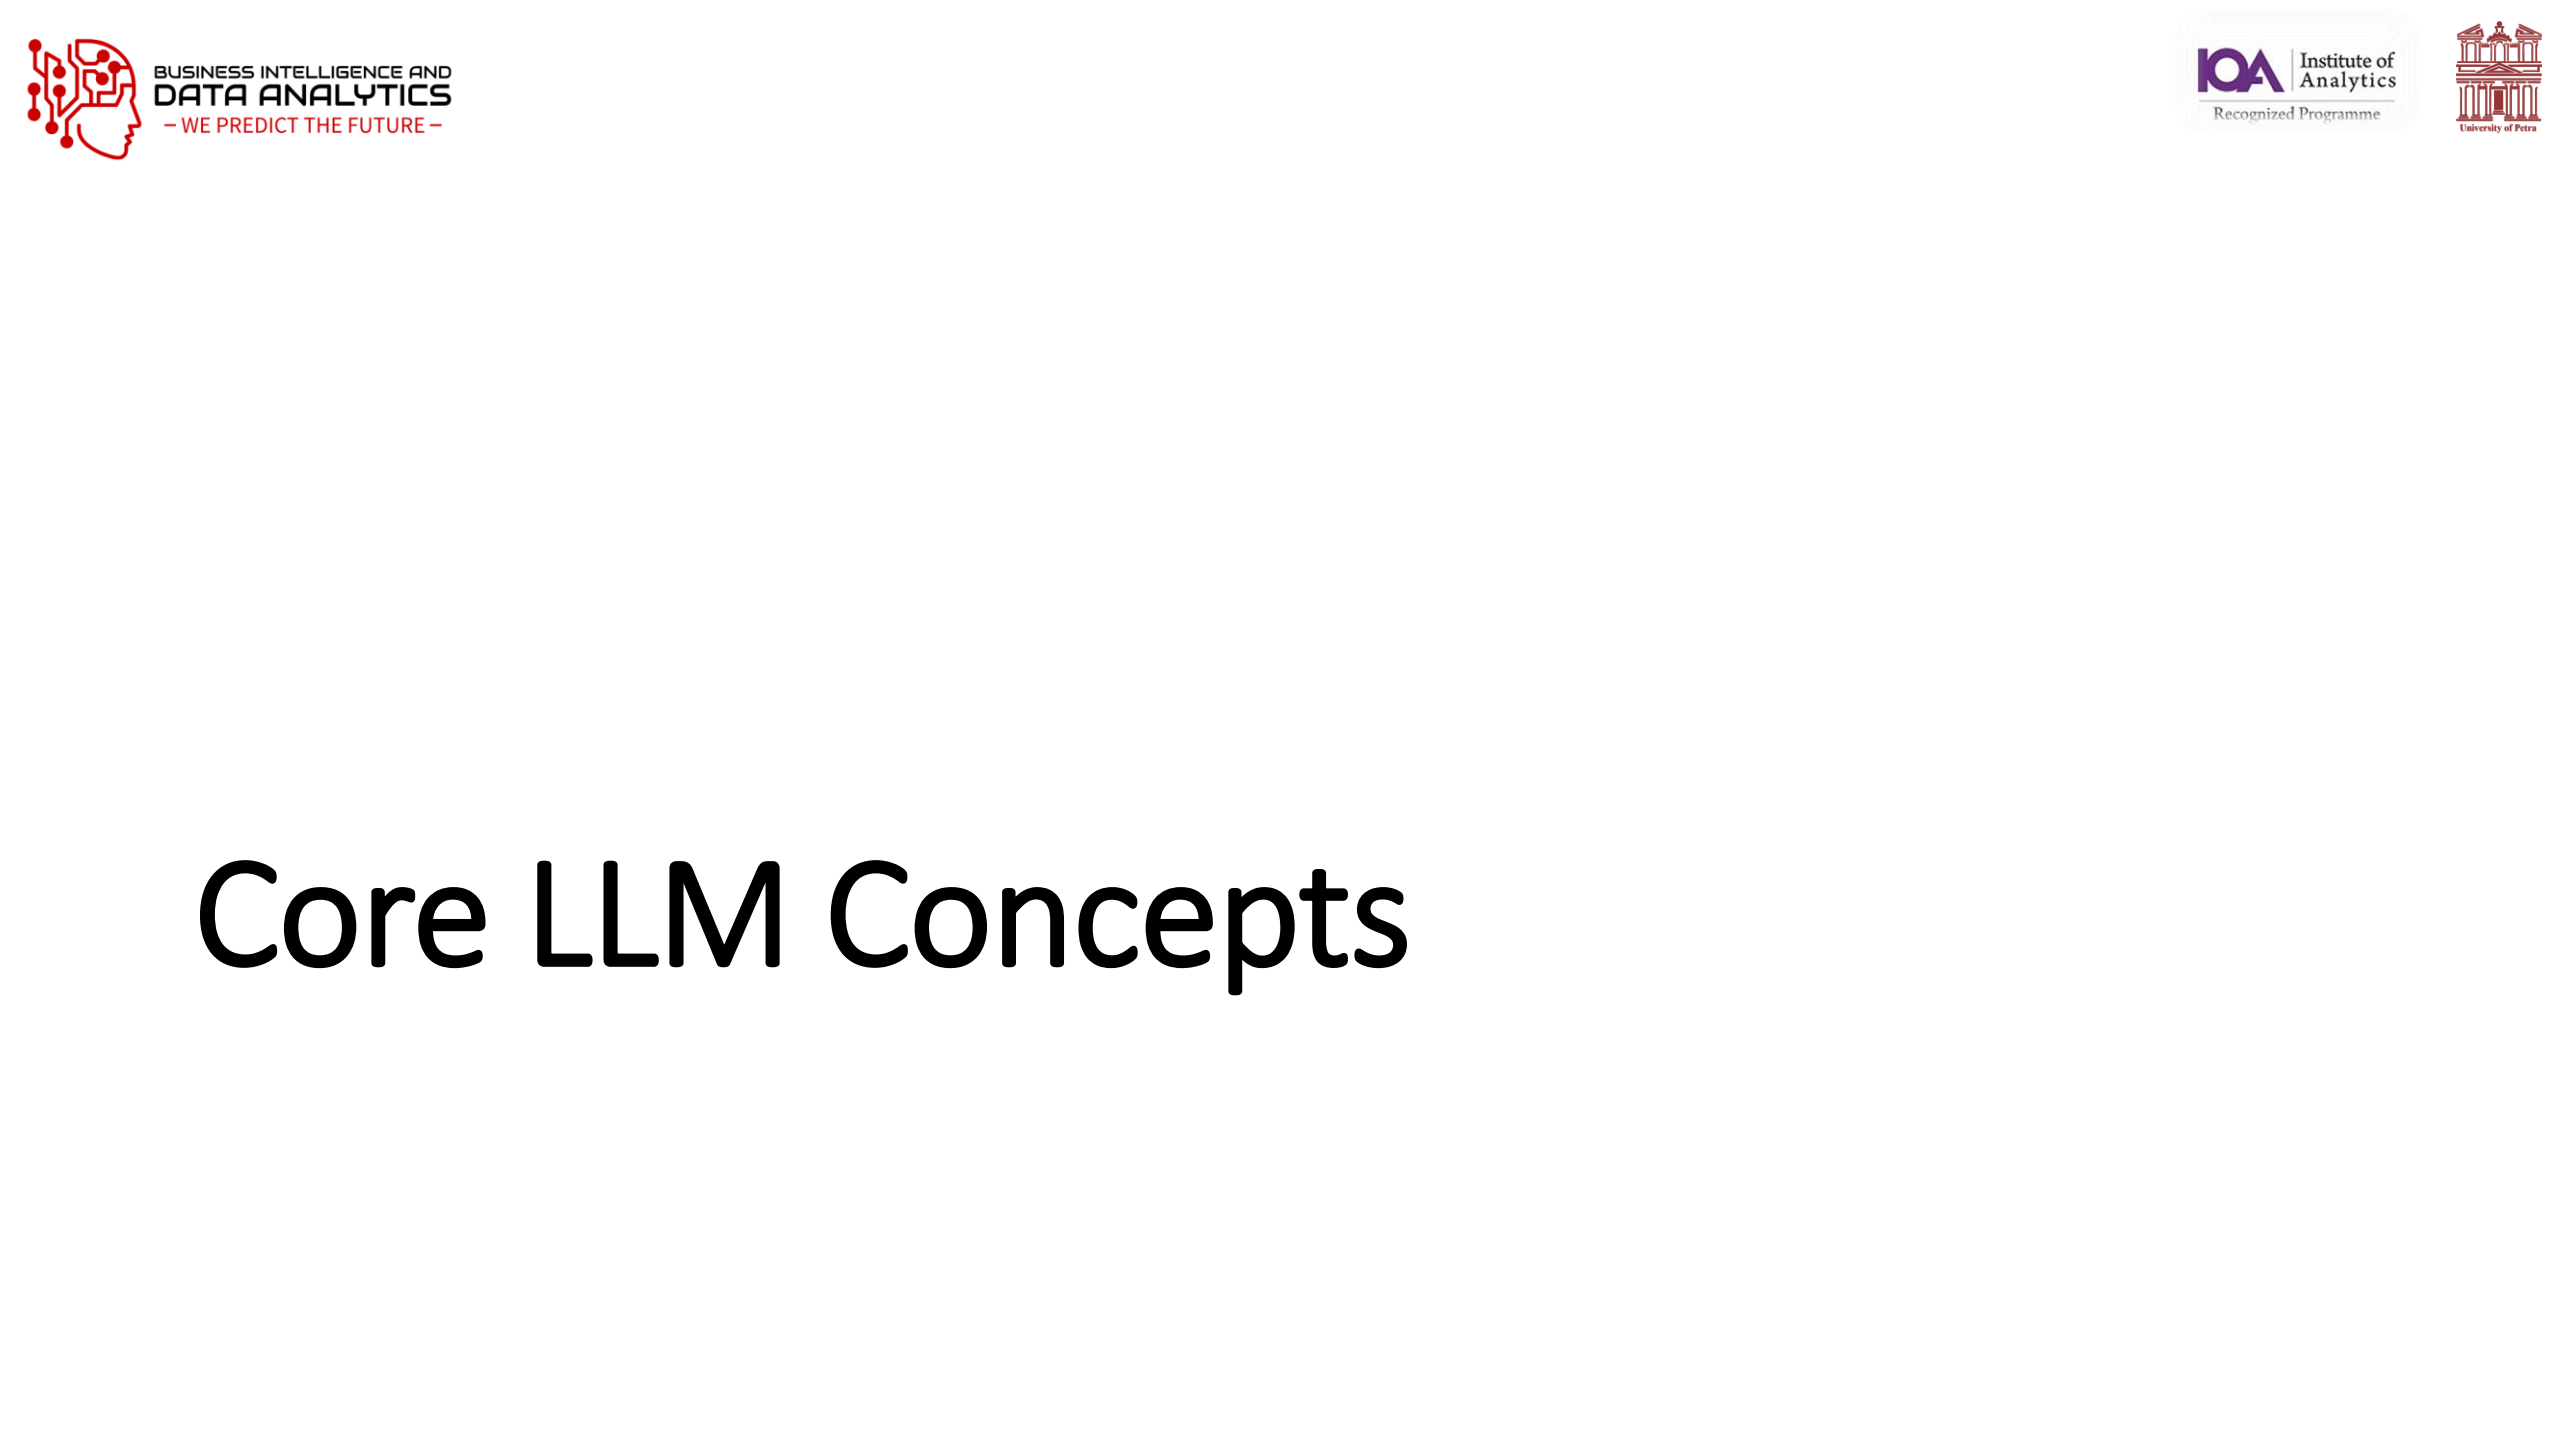 BUSINESS INTELLIGENCE AND
DATA ANALYTICS
– WE PREDICT THE FUTURE –
IOA
Institute of
Analytics
Recognized Programme
University of Petra
Core LLM Concepts